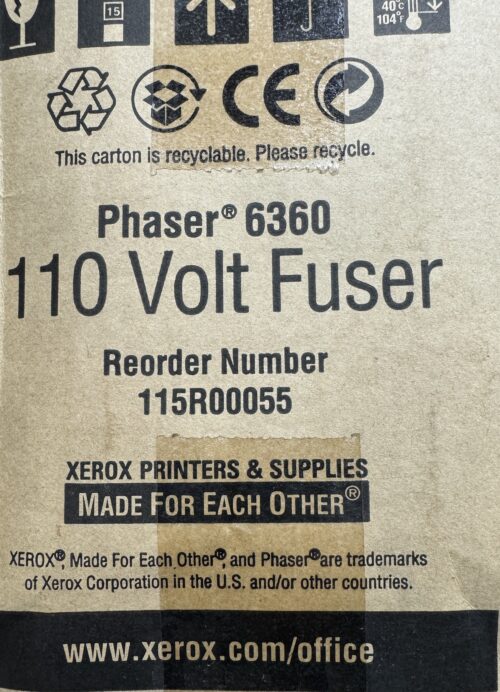 15
40°C
104°F
CE
This carton is recyclable. Please recycle.
Phaser® 6360
110 Volt Fuser
Reorder Number
115R00055
XEROX PRINTERS & SUPPLIES
MADE FOR EACH OTHER®
XEROX®, Made For Each Other®, and Phaser® are trademarks
of Xerox Corporation in the U.S. and/or other countries.
www.xerox.com/office